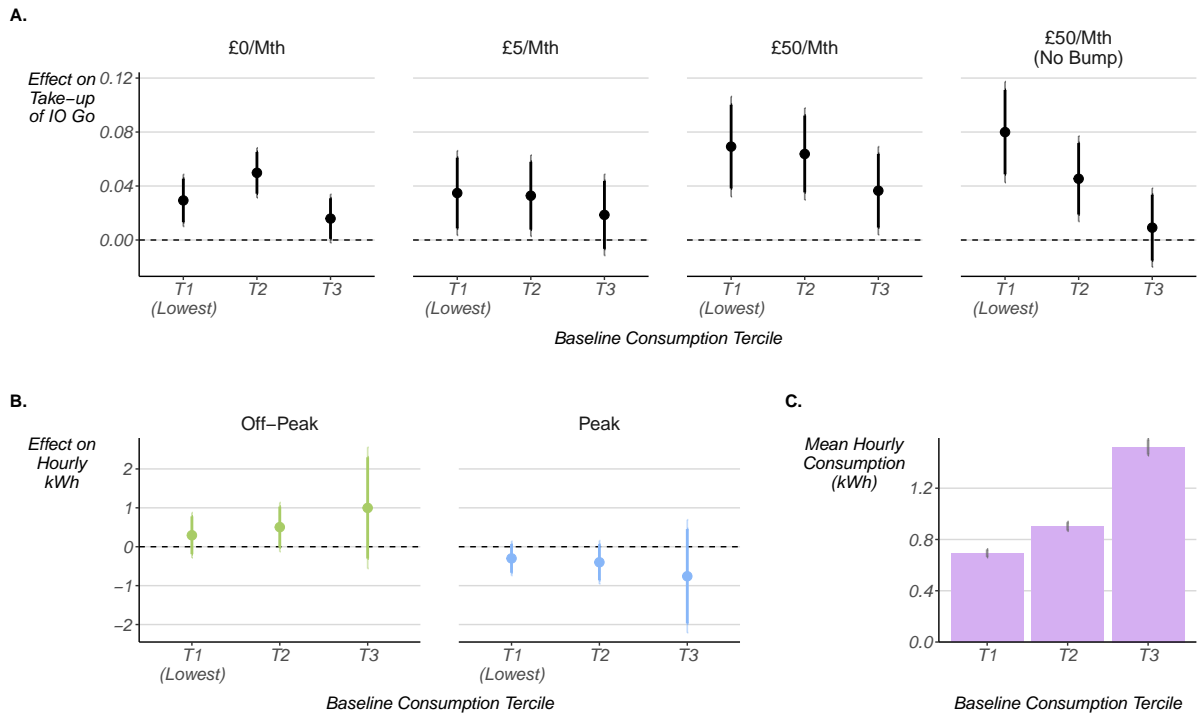 A.
£0/Mth
£5/Mth
£50/Mth
£50/Mth
(No Bump)
Effect on
Take−up
of IO Go
0.12
0.08
0.04
0.00
T1
(Lowest)
T2
T3
T1
(Lowest)
T2
T3
T1
(Lowest)
T2
T3
T1
(Lowest)
T2
T3
Baseline Consumption Tercile
B.
Off−Peak
Peak
Effect on
Hourly
kWh
2
1
0
−1
−2
T1
(Lowest)
T2
T3
T1
(Lowest)
T2
T3
Baseline Consumption Tercile
C.
Mean Hourly
Consumption
(kWh)
1.2
0.8
0.4
0.0
T1
T2
T3
Baseline Consumption Tercile